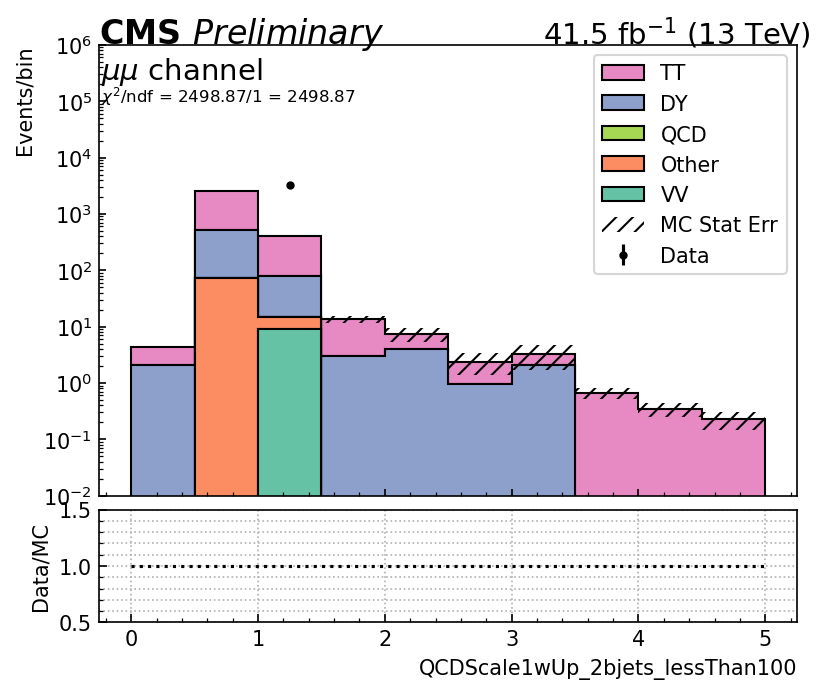 CMS Preliminary 41.5 fb⁻¹ (13 TeV)
μμ channel
χ²/ndf = 2498.87/1 = 2498.87
Events/bin
10⁶
10⁵
10⁴
10³
10²
10¹
10⁰
10⁻¹
10⁻²
TT
DY
QCD
Other
VV
MC Stat Err
Data
Data/MC
1.5
1.0
0.5
0 1 2 3 4 5
QCDScale1wUp_2bjets_lessThan100